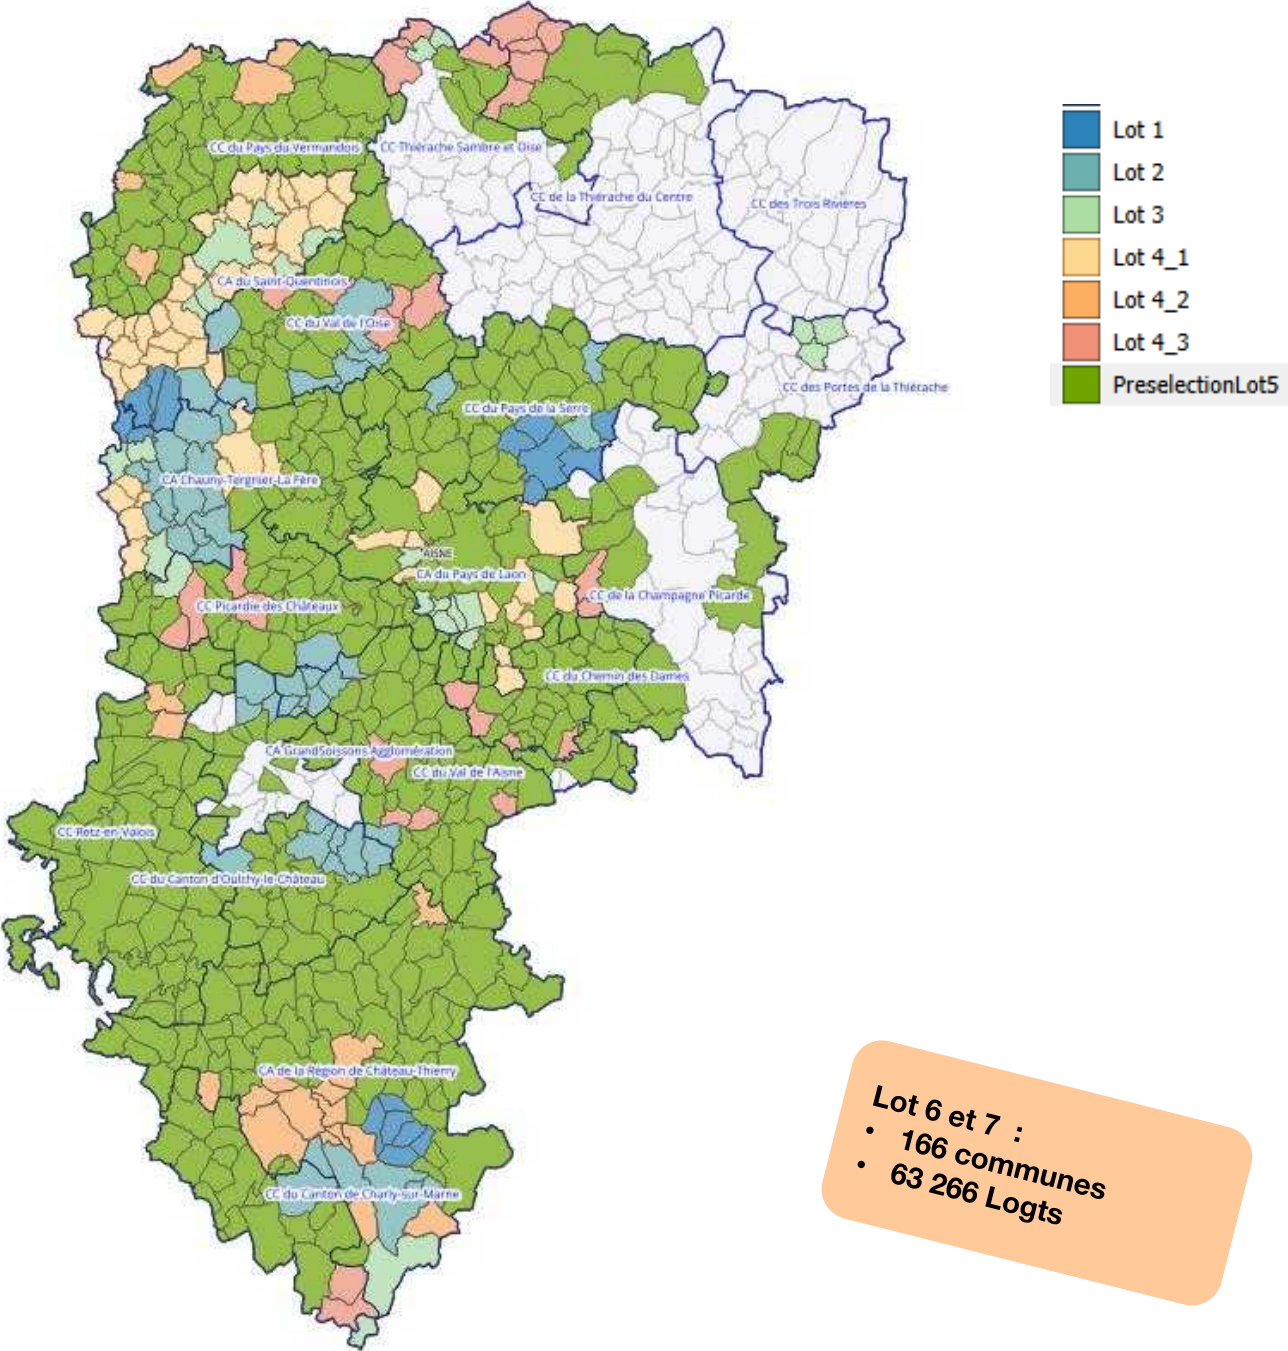 Lot 1
Lot 2
Lot 3
Lot 4_1
Lot 4_2
Lot 4_3
PreselectionLot5
CC du Pays du Vermandois
CC Thiérache Sambre et Oise
CC de la Thiérache du Centre
CC des Trois Rivières
CA du Saint-Quentinois
CC du Val de l'Oise
CC des Portes de la Thiérache
CC du Pays de la Serre
CA Chauny-Tergnier-La Fère
AISNE
CA du Pays de Laon
CC de la Champagne Picarde
CC Picardie des Châteaux
CC du Chemin des Dames
CA GrandSoissons Agglomération
CC du Val de l'Aisne
CC Retz-en-Valois
CC du Canton d'Oulchy-le-Château
CA de la Région de Château-Thierry
CC du Canton de Charly-sur-Marne
Lot 6 et 7 :
• 166 communes
• 63 266 Logts